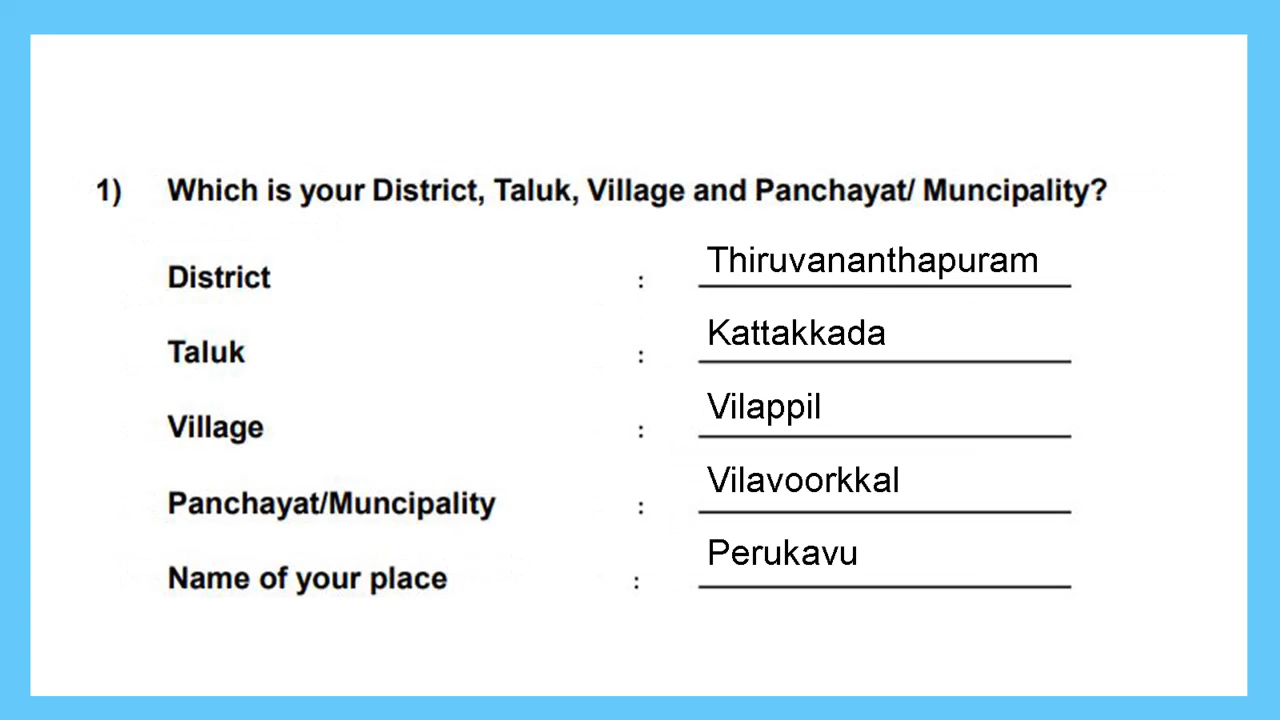 1) Which is your District, Taluk, Village and Panchayat/ Muncipality?
District : Thiruvananthapuram
Taluk : Kattakkada
Village : Vilappil
Panchayat/Muncipality : Vilavoorkkal
Name of your place : Perukavu